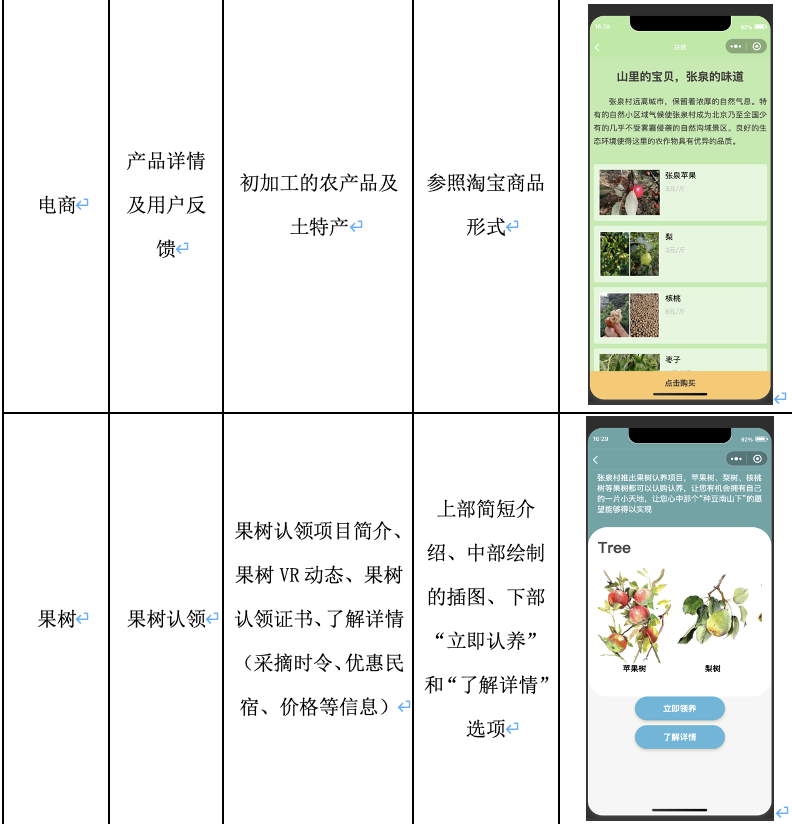 电商
产品详情
及用户反
馈
初加工的农产品及
土特产
参照淘宝商品
形式
16:28
92%
山里的宝贝，张泉的味道
张泉村远离城市，保留着浓厚的自然气息。特
有的自然小区域气候使张泉村成为北京乃至全国少
有的几乎不受雾霾侵袭的自然沟域景区。良好的生
态环境使得这里的农作物具有优异的品质。
张泉苹果
梨
核桃
枣子
点击购买
果树
果树认领
果树认领项目简介、
果树 VR 动态、果树
认领证书、了解详情
（采摘时令、优惠民
宿、价格等信息）
上部简短介
绍、中部绘制
的插图、下部
“立即认养”
和“了解详情”
选项
16:29
92%
张泉村推出果树认养项目，苹果树、梨树、核桃
树等果树都可以认购认养，让您有机会拥有自己
的一片小天地，让您心中那个“种豆南山下”的愿
望能够得以实现
Tree
苹果树
梨树
立即领养
了解详情